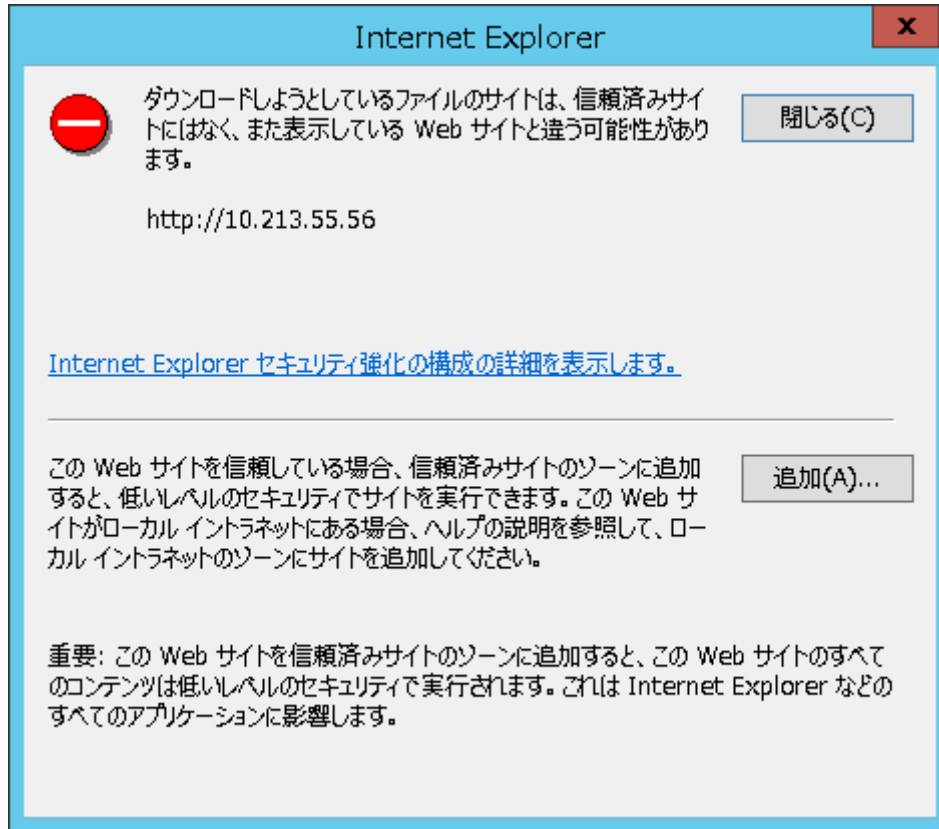 Internet Explorer
x
ダウンロードしようとしているファイルのサイトは、信頼済みサイ
トにはなく、また表示している Web サイトと違う可能性があり
ます。
閉じる(C)
http://10.213.55.56
Internet Explorer セキュリティ強化の構成の詳細を表示します。
この Web サイトを信頼している場合、信頼済みサイトのゾーンに追加
すると、低いレベルのセキュリティでサイトを実行できます。この Web サ
イトがローカル イントラネットにある場合、ヘルプの説明を参照して、ロー
カル イントラネットのゾーンにサイトを追加してください。
追加(A)...
重要: この Web サイトを信頼済みサイトのゾーンに追加すると、この Web サイトのすべて
のコンテンツは低いレベルのセキュリティで実行されます。これは Internet Explorer などの
すべてのアプリケーションに影響します。